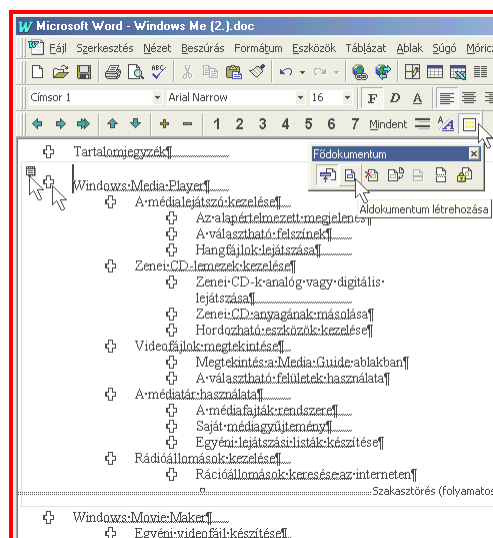 Microsoft Word - Windows Me (2.).doc
Fájl Szerkesztés Nézet Beszúrás Formátum Eszközök Táblázat Ablak Súgó Móric
Címsor 1 Arial Narrow 16 F D A
1 2 3 4 5 6 7 Mindent
Tartalomjegyzék¶
Fődokumentum
Aldokumentum létrehozása
Windows·Media·Player¶
A·médialejátszó·kezelése¶
Az·alapértelmezett·megjelenés¶
A·választható·felszínek¶
Hangfájlok·lejátszása¶
Zenei·CD-lemezek·kezelése¶
Zenei·CD-k·analóg·vagy·digitális·
lejátszása¶
Zenei·CD·anyagának·másolása¶
Hordozható·eszközök·kezelése¶
Videofájlok·megtekintése¶
Megtekintés·a·Media·Guide·ablakban¶
A·választható·felületek·használata¶
A·médiatár·használata¶
A·médiafajták·rendszere¶
Saját·médiagyűjtemény¶
Egyéni·lejátszási·listák·készítése¶
Rádióállomások·kezelése¶
Rációállomások·keresése·az·interneten¶
Szakasztörés (folyamatos
Windows·Movie·Maker¶
Egyéni·videofájl·készítése¶